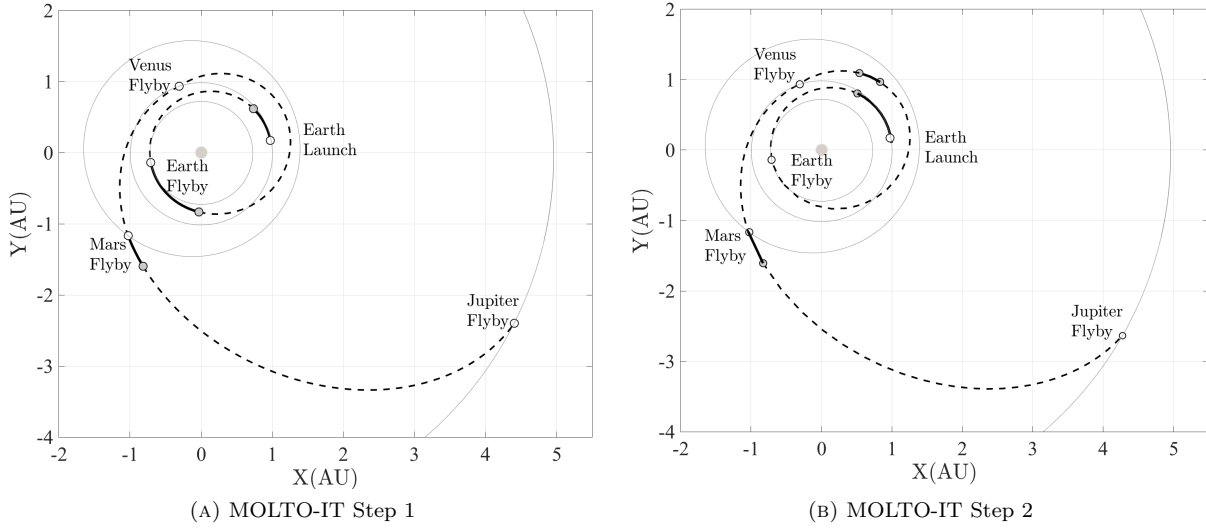 2
1
0
-1
-2
-3
-4
-2
-1
0
1
2
3
4
5
Y(AU)
X(AU)
Venus
Flyby
Earth
Launch
Earth
Flyby
Mars
Flyby
Jupiter
Flyby
(A) MOLTO-IT Step 1
2
1
0
-1
-2
-3
-4
-2
-1
0
1
2
3
4
5
Y(AU)
X(AU)
Venus
Flyby
Earth
Launch
Earth
Flyby
Mars
Flyby
Jupiter
Flyby
(B) MOLTO-IT Step 2